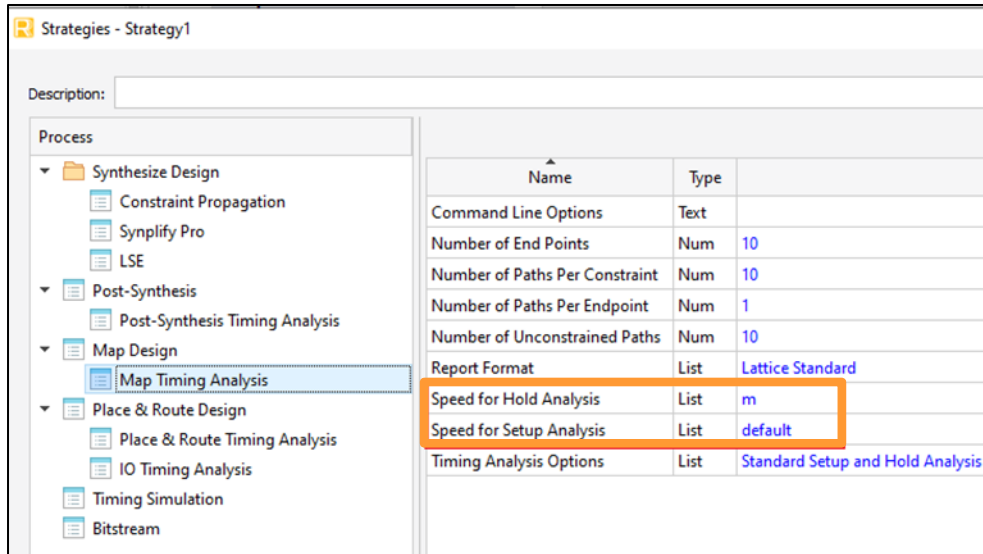 Strategies - Strategy1
Description:
Process
Synthesize Design
Constraint Propagation
Synplify Pro
LSE
Post-Synthesis
Post-Synthesis Timing Analysis
Map Design
Map Timing Analysis
Place & Route Design
Place & Route Timing Analysis
IO Timing Analysis
Timing Simulation
Bitstream
Name Type
Command Line Options Text
Number of End Points Num 10
Number of Paths Per Constraint Num 10
Number of Paths Per Endpoint Num 1
Number of Unconstrained Paths Num 10
Report Format List Lattice Standard
Speed for Hold Analysis List m
Speed for Setup Analysis List default
Timing Analysis Options List Standard Setup and Hold Analysis